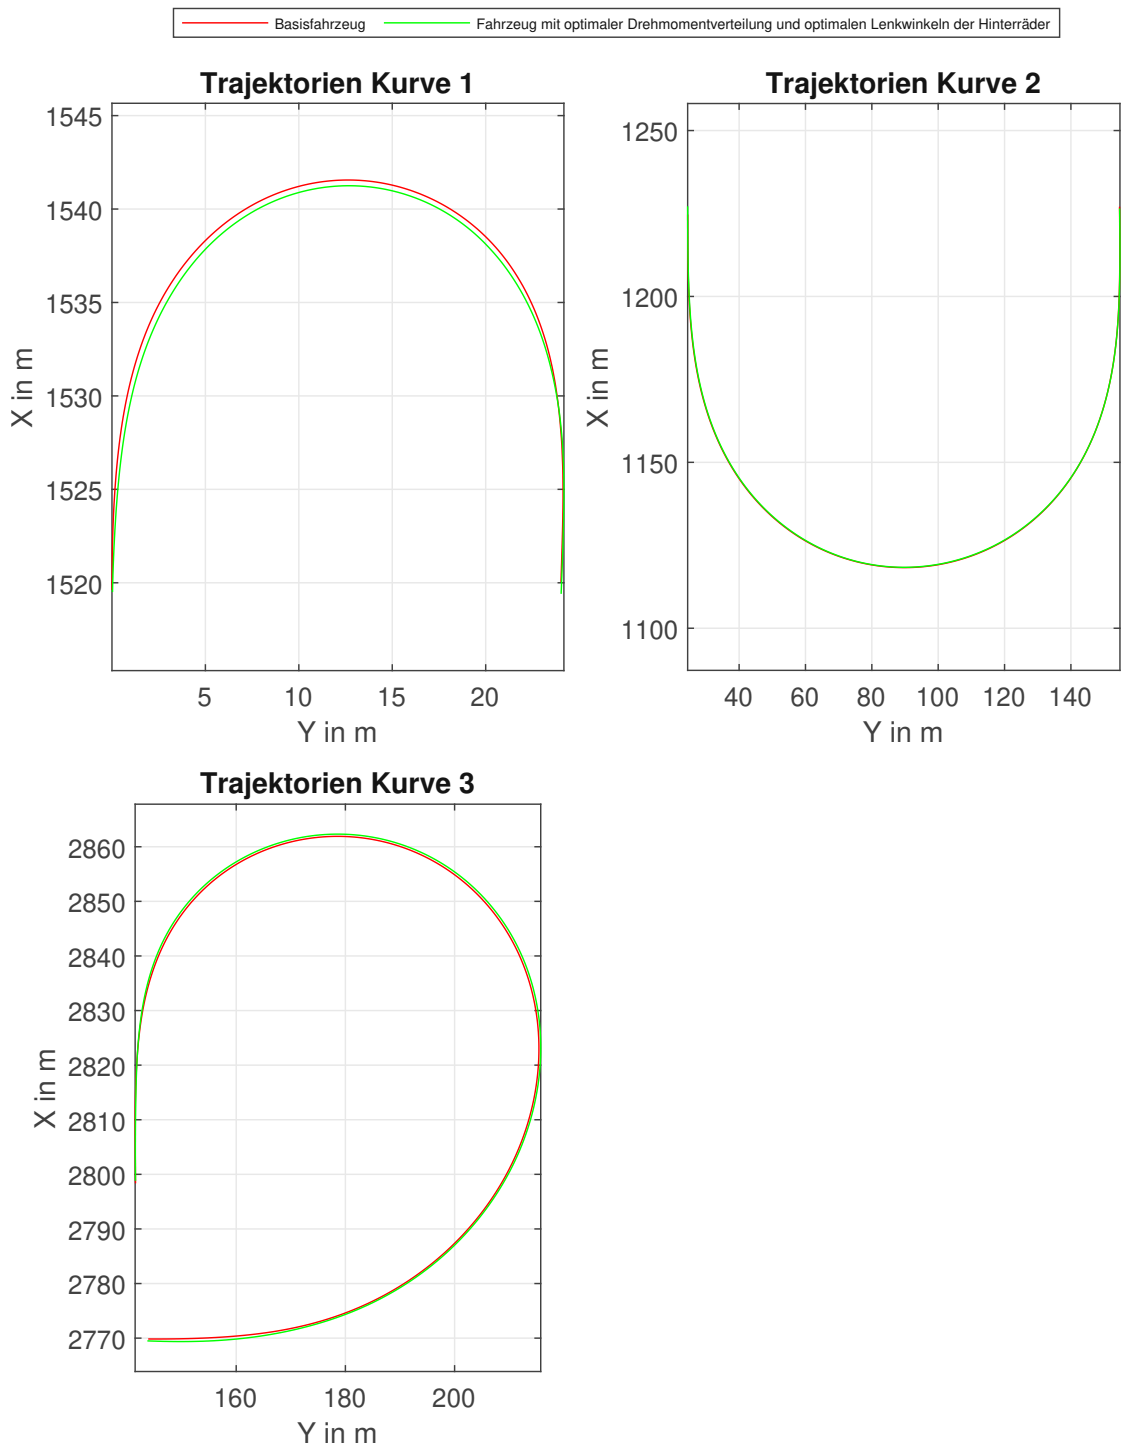 Basisfahrzeug
Fahrzeug mit optimaler Drehmomentverteilung und optimalen Lenkwinkeln der Hinterräder
Trajektorien Kurve 1
1545
1540
1535
1530
1525
1520
X in m
5 10 15 20
Y in m
Trajektorien Kurve 2
1250
1200
1150
1100
X in m
40 60 80 100 120 140
Y in m
Trajektorien Kurve 3
2860
2850
2840
2830
2820
2810
2800
2790
2780
2770
X in m
160 180 200
Y in m